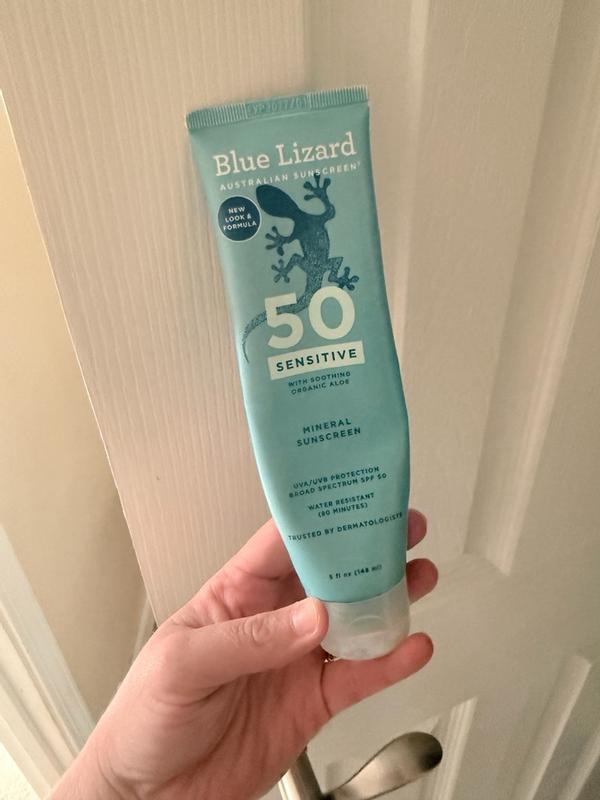 Blue Lizard
AUSTRALIAN SUNSCREEN
NEW
LOOK &
FORMULA
50
SENSITIVE
WITH SOOTHING
ORGANIC ALOE
MINERAL
SUNSCREEN
UVA/UVB PROTECTION
BROAD SPECTRUM SPF 50
WATER RESISTANT
(80 MINUTES)
TRUSTED BY DERMATOLOGISTS
5 fl oz (148 ml)